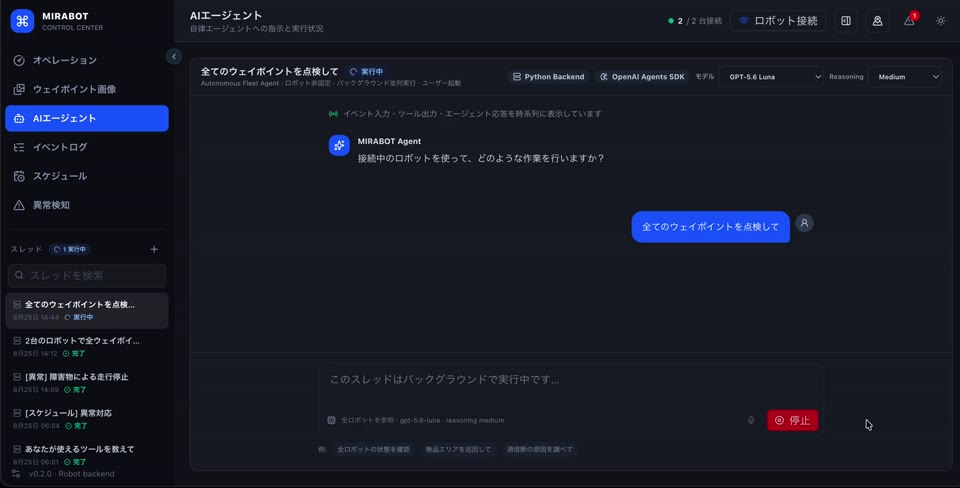 MIRABOT
CONTROL CENTER
オペレーション
ウェイポイント画像
AIエージェント
イベントログ
スケジュール
異常検知
スレッド 1 実行中
スレッドを検索
全てのウェイポイントを点検...
8月25日 14:44 実行中
2台のロボットで全ウェイポイ...
8月25日 14:12 完了
[異常] 障害物による走行停止
8月25日 14:09 完了
[スケジュール] 異常対応
8月25日 06:04 完了
あなたが使えるツールを教えて
8月25日 06:01 完了
v0.2.0 · Robot backend
AIエージェント
自律エージェントへの指示と実行状況
2 / 2 台接続
ロボット接続
1
全てのウェイポイントを点検して 実行中
Autonomous Fleet Agent · ロボット非固定 · バックグラウンド並列実行 · ユーザー起動
Python Backend
OpenAI Agents SDK
モデル
GPT-5.6 Luna
Reasoning
Medium
イベント入力・ツール出力・エージェント応答を時系列に表示しています
MIRABOT Agent
接続中のロボットを使って、どのような作業を行いますか？
全てのウェイポイントを点検して
このスレッドはバックグラウンドで実行中です...
全ロボットを参照 · gpt-5.6-luna · reasoning medium
停止
例:
全ロボットの状態を確認
検品エリアを巡回して
通信断の原因を調べて